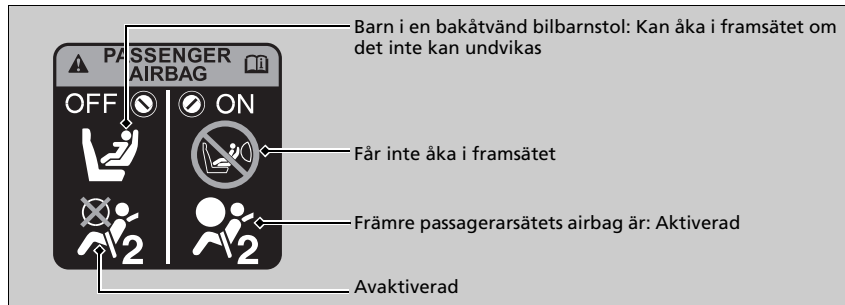 Barn i en bakåtvänd bilbarnstol: Kan åka i framsätet om
det inte kan undvikas
PASSENGER
AIRBAG
OFF ON
Får inte åka i framsätet
Främre passagerarsätets airbag är: Aktiverad
2 2
Avaktiverad